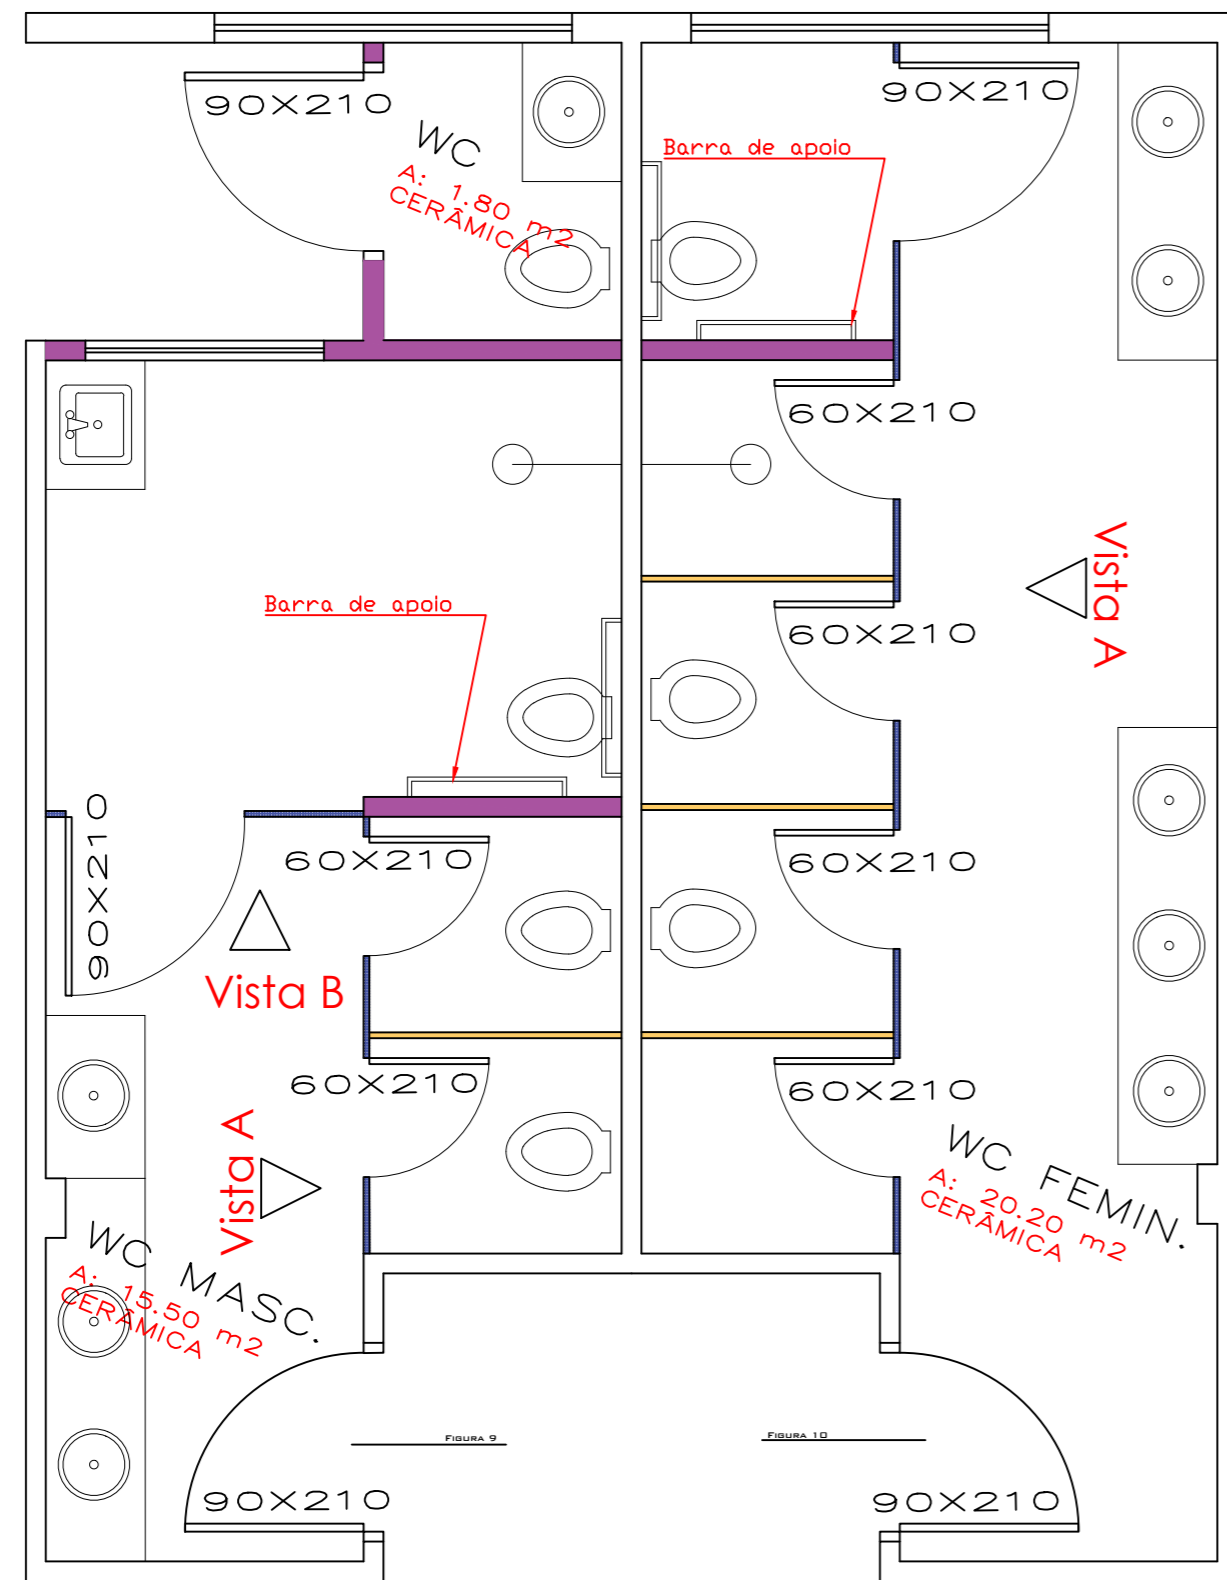 90X210
WC
A: 1.80 m2
CERÂMICA
Barra de apoio
90X210
60X210
Vista A
Barra de apoio
60X210
90X210
60X210
60X210
Vista B
60X210
60X210
Vista A
WC FEMIN.
A: 20.20 m2
CERÂMICA
WC MASC.
A: 15.50 m2
CERÂMICA
FIGURA 9
FIGURA 10
90X210
90X210